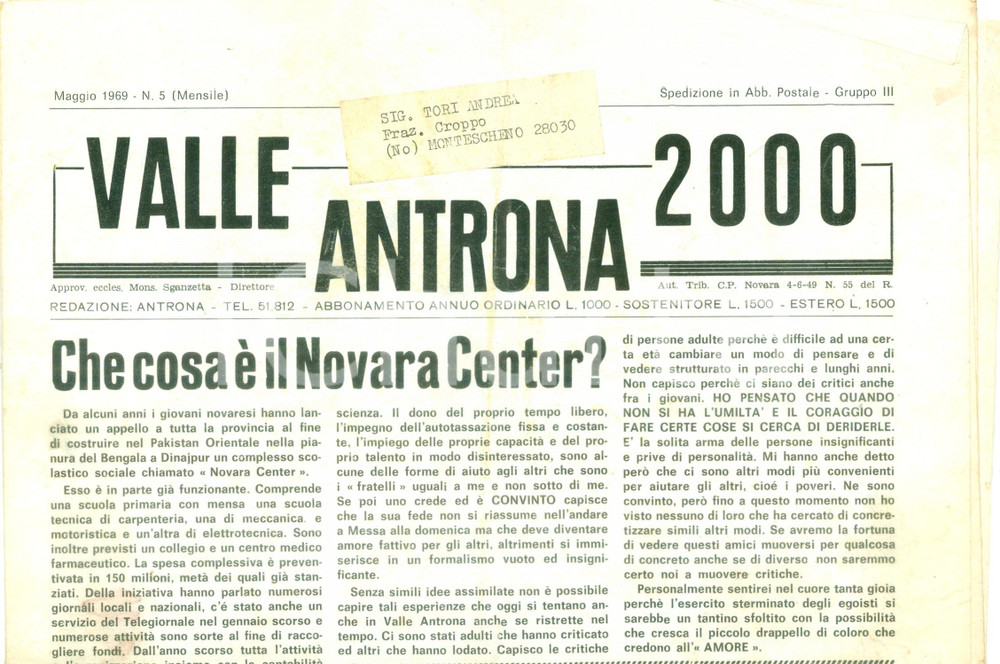 Maggio 1969 - N. 5 (Mensile)
Spedizione in Abb. Postale - Gruppo III
SIG. TORI ANDREA
Fraz. Croppo
(No) MONTESCHENO 28030
VALLE
ANTRONA
2000
Approv. eccles. Mons. Sganzetta - Direttore
Aut. Trib. C.P. Novara 4-6-49 N. 55 del R.
REDAZIONE: ANTRONA - TEL. 51.812 - ABBONAMENTO ANNUO ORDINARIO L. 1000 - SOSTENITORE L. 1500 - ESTERO L. 1500
Che cosa è il Novara Center?
Da alcuni anni i giovani novaresi hanno lan-
ciato un appello a tutta la provincia al fine
di costruire nel Pakistan Orientale nella pia-
nura del Bengala a Dinajpur un complesso sco-
lastico sociale chiamato « Novara Center ».
Esso è in parte già funzionante. Comprende
una scuola primaria con mensa una scuola
tecnica di carpenteria, una di meccanica e
motoristica e un'altra di elettrotecnica. Sono
inoltre previsti un collegio e un centro medico
farmaceutico. La spesa complessiva è preven-
tivata in 150 milioni, metà dei quali già stan-
ziati. Della iniziativa hanno parlato numerosi
giornali locali e nazionali, c'é stato anche un
servizio del Telegiornale nel gennaio scorso e
numerose attività sono sorte al fine di racco-
gliere fondi. Dall'anno scorso tutta l'attività
scienza. Il dono del proprio tempo libero,
l'impegno dell'autotassazione fissa e costan-
te, l'impiego delle proprie capacità e del pro-
prio talento in modo disinteressato, sono al-
cune delle forme di aiuto agli altri che sono
i « fratelli » uguali a me e non sotto di me.
Se poi uno crede ed è CONVINTO capisce
che la sua fede non si riassume nell'andare
a Messa alla domenica ma che deve diventare
amore fattivo per gli altri, altrimenti si immi-
serisce in un formalismo vuoto ed insigni-
ficante.
Senza simili idee assimilate non è possibile
capire tali esperienze che oggi si tentano an-
che in Valle Antrona anche se ristrette nel
tempo. Ci sono stati adulti che hanno criticato
ed altri che hanno lodato. Capisco le critiche
di persone adulte perchè è difficile ad una cer-
ta età cambiare un modo di pensare e di
vedere strutturato in parecchi e lunghi anni.
Non capisco perchè ci siano dei critici anche
fra i giovani. HO PENSATO CHE QUANDO
NON SI HA L'UMILTA' E IL CORAGGIO DI
FARE CERTE COSE SI CERCA DI DERIDERLE.
E' la solita arma delle persone insignificanti
e prive di personalità. Mi hanno anche detto
però che ci sono altri modi più convenienti
per aiutare gli altri, cioé i poveri. Ne sono
convinto, però fino a questo momento non ho
visto nessuno di loro che ha cercato di concre-
tizzare simili altri modi. Se avremo la fortuna
di vedere questi amici muoversi per qualcosa
di concreto anche se di diverso non saremmo
certo noi a muovere critiche.
Personalmente sentirei nel cuore tanta gioia
perchè l'esercito sterminato degli egoisti si
sarebbe un tantino sfoltito con la possibilità
che cresca il piccolo drappello di coloro che
credono all'« AMORE ».